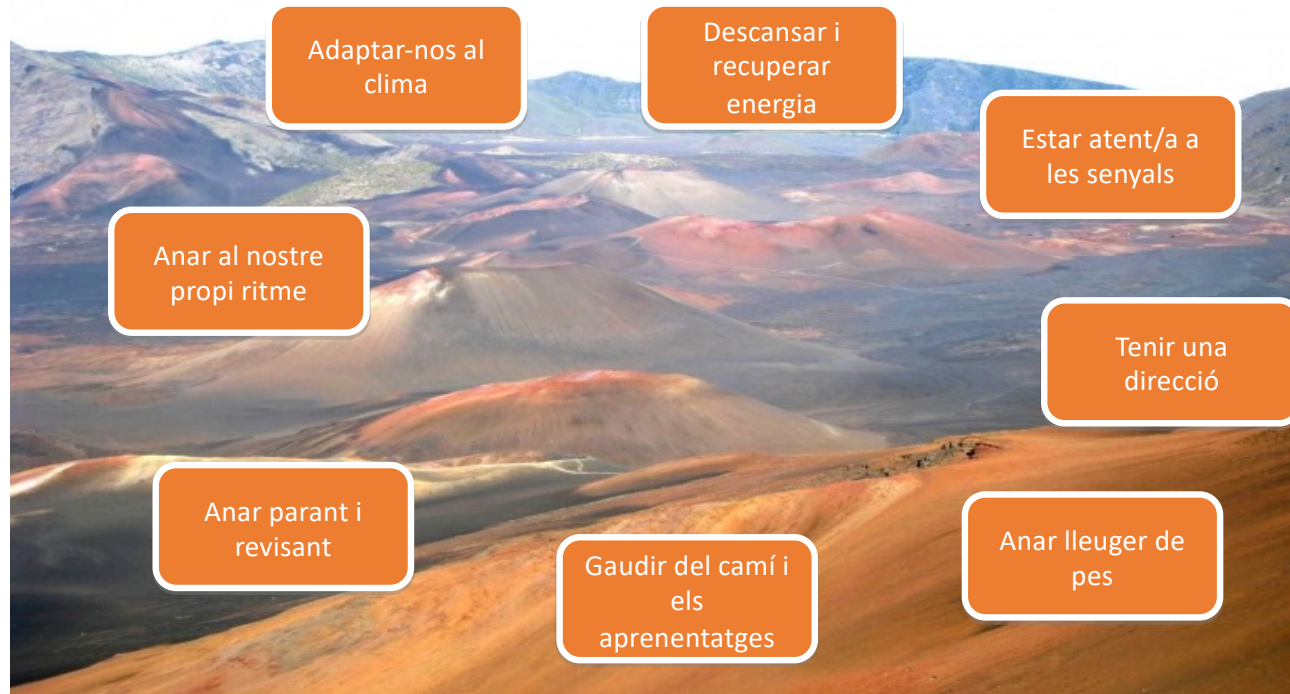 Adaptar-nos al
clima
Descansar i
recuperar
energia
Estar atent/a a
les senyals
Anar al nostre
propi ritme
Tenir una
direcció
Anar parant i
revisant
Gaudir del camí i
els
aprenentatges
Anar lleuger de
pes